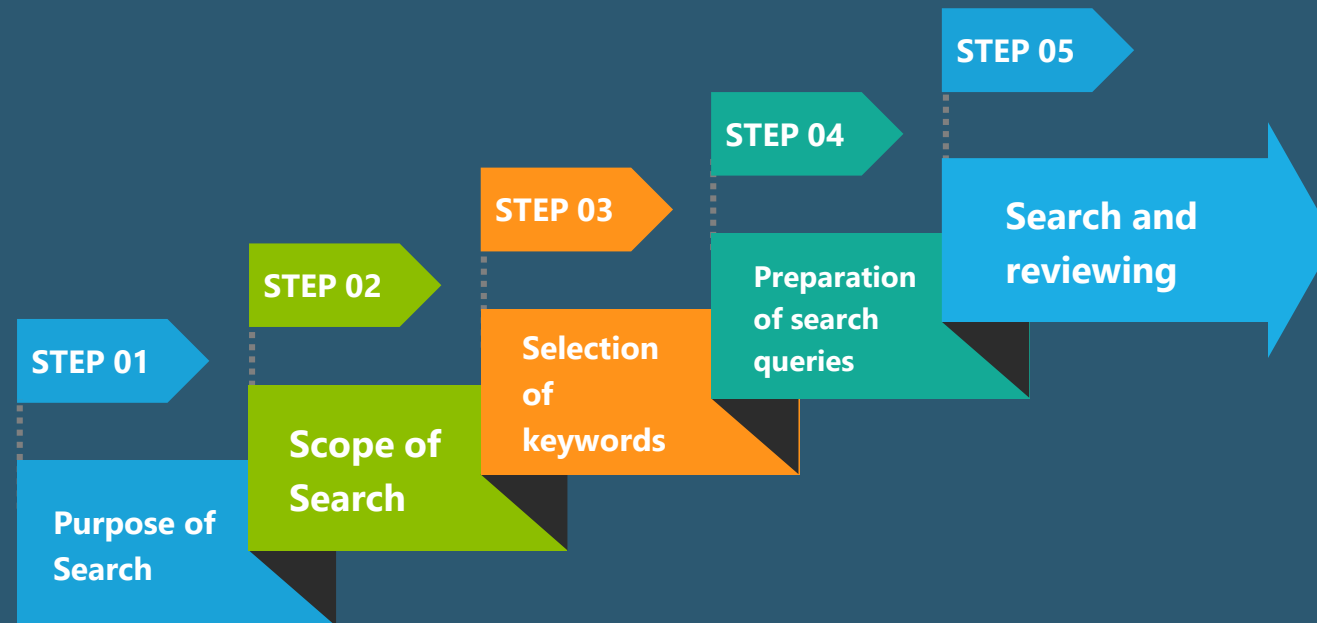 STEP 01
Purpose of
Search
STEP 02
Scope of
Search
STEP 03
Selection
of
keywords
STEP 04
Preparation
of search
queries
STEP 05
Search and
reviewing